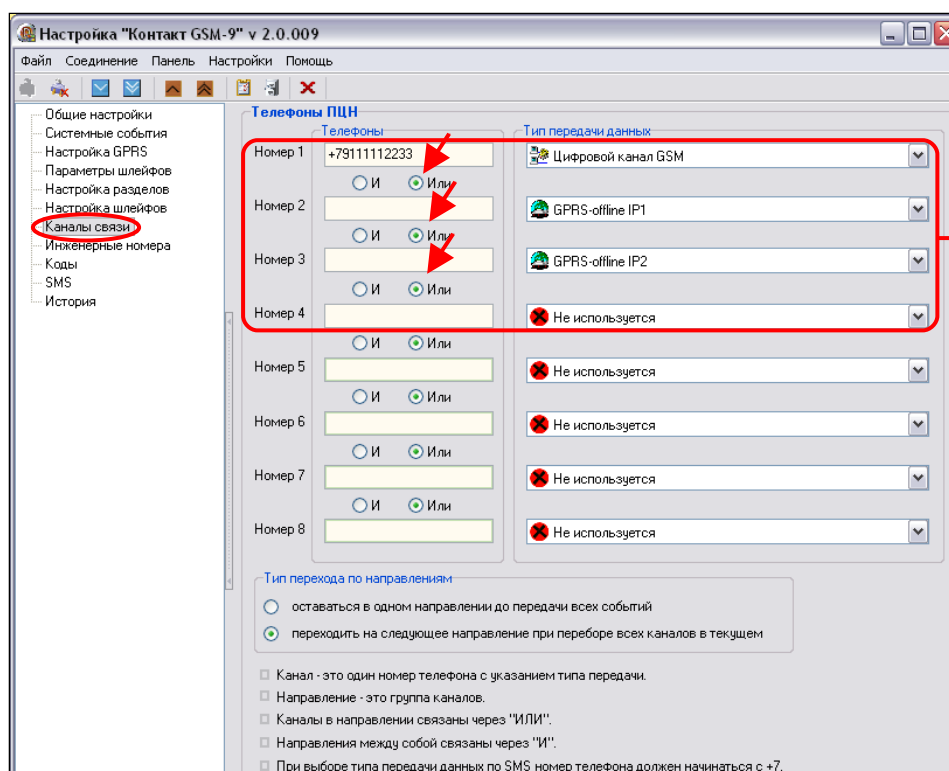 Настройка "Контакт GSM-9" v 2.0.009
Файл Соединение Панель Настройки Помощь
Общие настройки
Системные события
Настройка GPRS
Параметры шлейфов
Настройка разделов
Настройка шлейфов
Каналы связи
Инженерные номера
Коды
SMS
История
Телефоны ПЦН
Телефоны Тип передачи данных
Номер 1 +79111112233 Цифровой канал GSM
И Или
Номер 2 GPRS-offline IP1
И Или
Номер 3 GPRS-offline IP2
И Или
Номер 4 Не используется
И Или
Номер 5 Не используется
И Или
Номер 6 Не используется
И Или
Номер 7 Не используется
И Или
Номер 8 Не используется
Тип перехода по направлениям
оставаться в одном направлении до передачи всех событий
переходить на следующее направление при переборе всех каналов в текущем
Канал - это один номер телефона с указанием типа передачи.
Направление - это группа каналов.
Каналы в направлении связаны через "ИЛИ".
Направления между собой связаны через "И".
При выборе типа передачи данных по SMS номер телефона должен начинаться с +7.